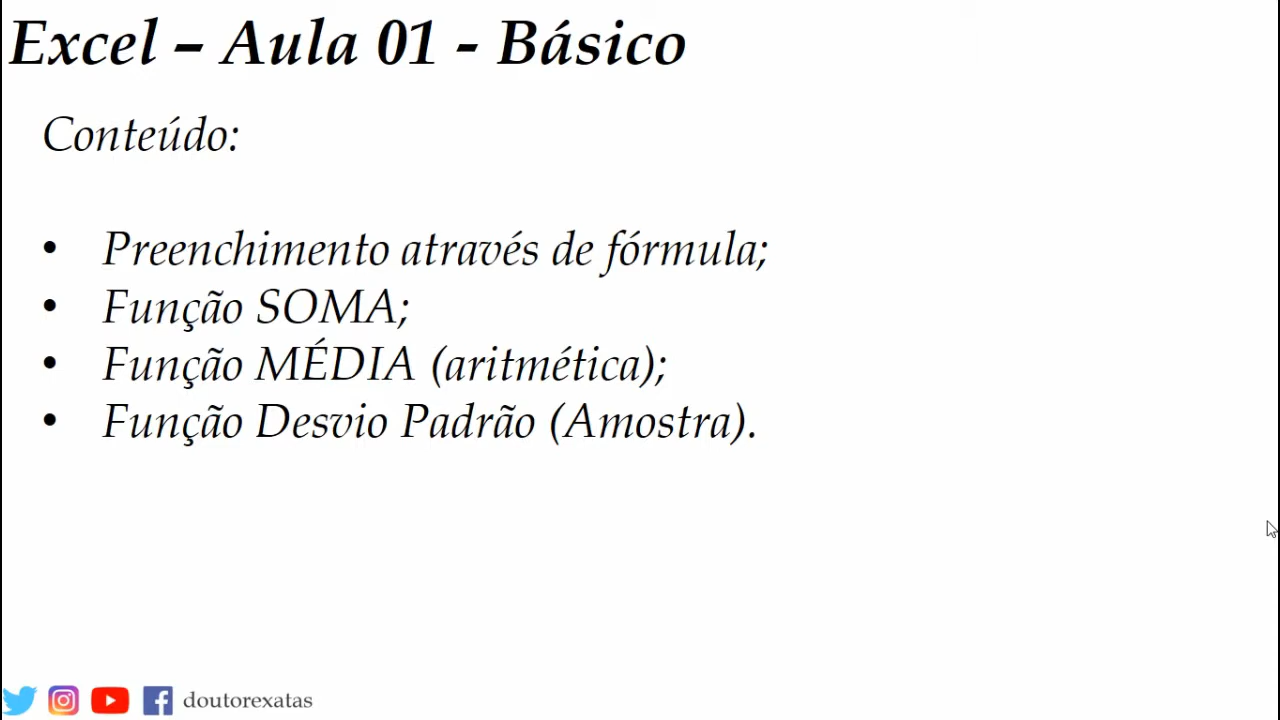 Excel – Aula 01 - Básico
Conteúdo:
• Preenchimento através de fórmula;
• Função SOMA;
• Função MÉDIA (aritmética);
• Função Desvio Padrão (Amostra).
doutorexatas